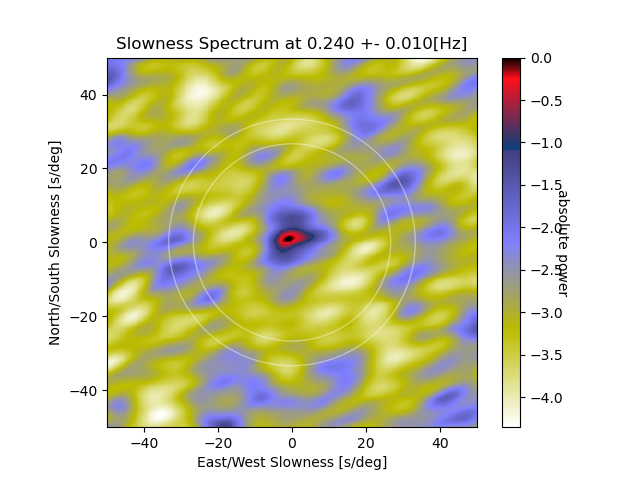 Slowness Spectrum at 0.240 +- 0.010[Hz]
North/South Slowness [s/deg]
40
20
0
−20
−40
−40 −20 0 20 40
East/West Slowness [s/deg]
0.0
−0.5
−1.0
−1.5
−2.0
−2.5
−3.0
−3.5
−4.0
absolute power